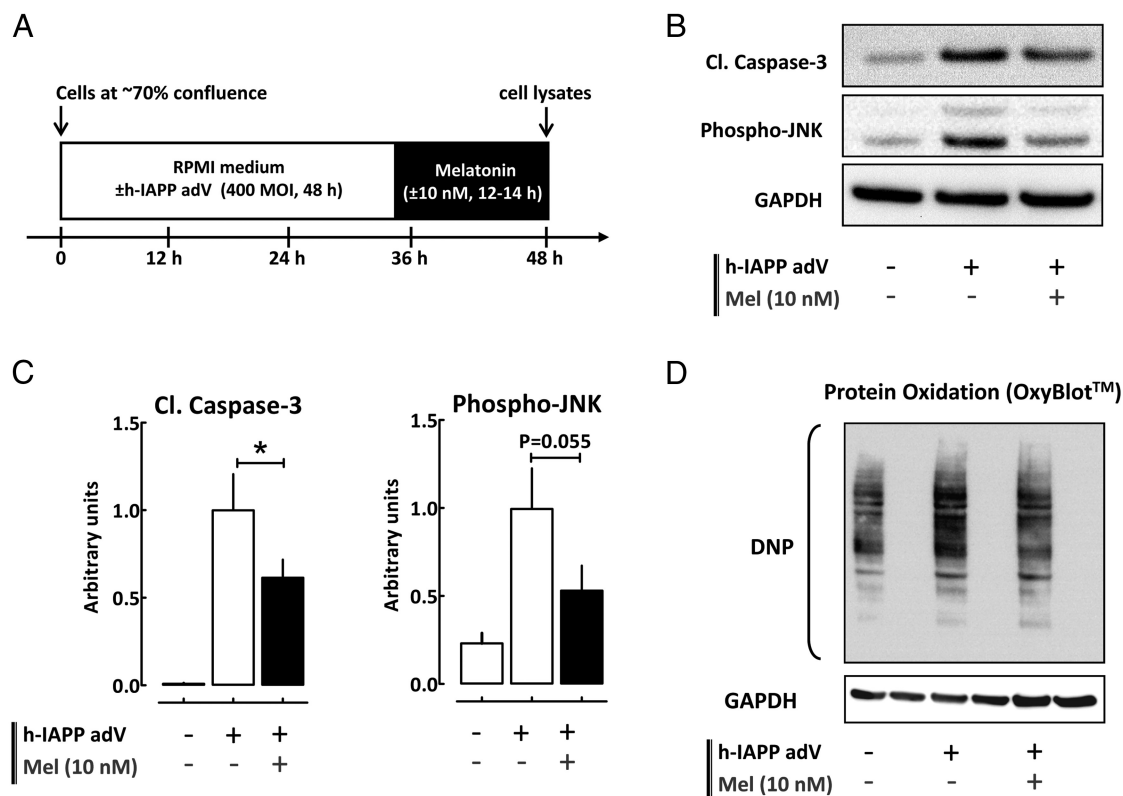 A
Cells at ~70% confluence
cell lysates
RPMI medium
±h-IAPP adV (400 MOI, 48 h)
Melatonin
(±10 nM, 12-14 h)
0 12 h 24 h 36 h 48 h
B
Cl. Caspase-3
Phospho-JNK
GAPDH
h-IAPP adV - + +
Mel (10 nM) - - +
C
Cl. Caspase-3
Arbitrary units
1.5
1.0
0.5
0.0
*
h-IAPP adV - + +
Mel (10 nM) - - +
Phospho-JNK
Arbitrary units
1.5
1.0
0.5
0.0
P=0.055
- + +
- - +
D
Protein Oxidation (OxyBlot™)
DNP
GAPDH
h-IAPP adV - + +
Mel (10 nM) - - +